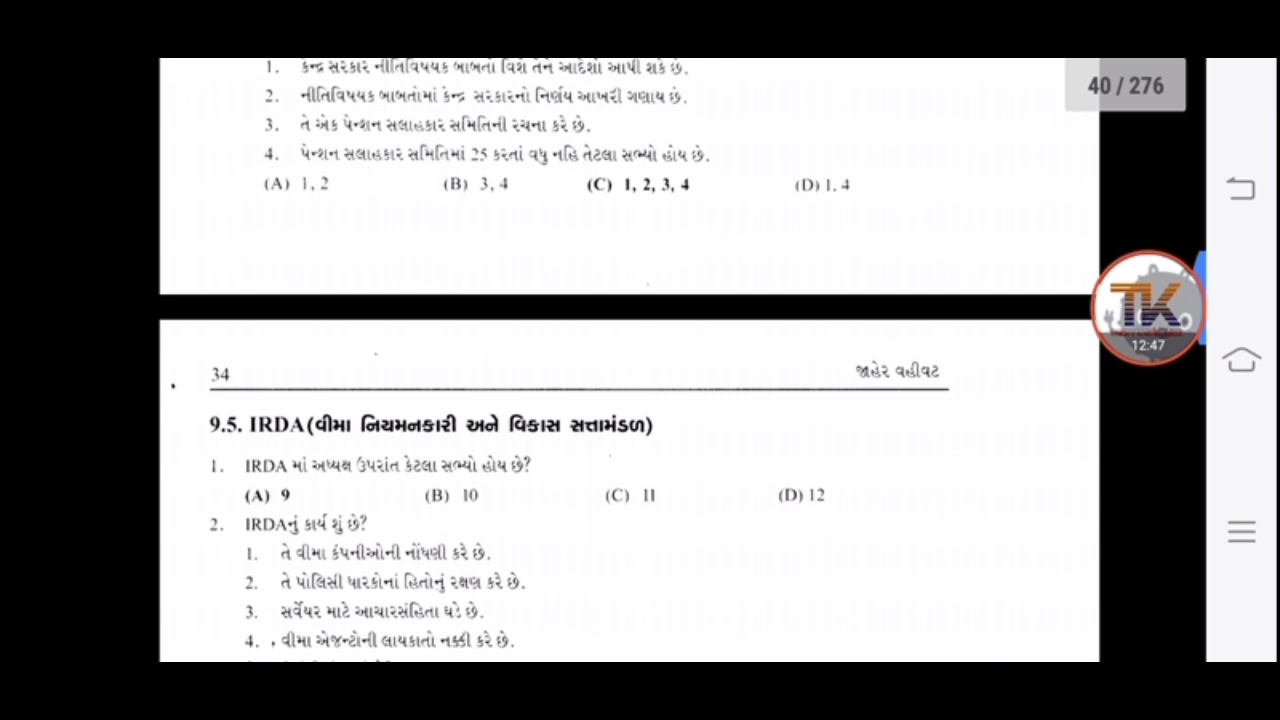 1. કેન્દ્ર સરકાર નીતિવિષયક બાબતો વિશે તેને આદેશો આપી શકે છે.
40 / 276
2. નીતિવિષયક બાબતોમાં કેન્દ્ર સરકારનો નિર્ણય આખરી ગણાય છે.
3. તે એક પેન્શન સલાહકાર સમિતિની રચના કરે છે.
4. પેન્શન સલાહકાર સમિતિમાં 25 કરતાં વધુ નહિ તેટલા સભ્યો હોય છે.
(A) 1, 2 (B) 3, 4 (C) 1, 2, 3, 4 (D) 1. 4
TK
12:47
34 જાહેર વહીવટ
9.5. IRDA (વીમા નિયમનકારી અને વિકાસ સત્તામંડળ)
1. IRDA માં અધ્યક્ષ ઉપરાંત કેટલા સભ્યો હોય છે?
(A) 9 (B) 10 (C) 11 (D) 12
2. IRDAનું કાર્ય શું છે?
1. તે વીમા કંપનીઓની નોંધણી કરે છે.
2. તે પોલિસી ધારકોનાં હિતોનું રક્ષણ કરે છે.
3. સર્વેયર માટે આચારસંહિતા ઘડે છે.
4. વીમા એજન્ટોની લાયકાતો નક્કી કરે છે.